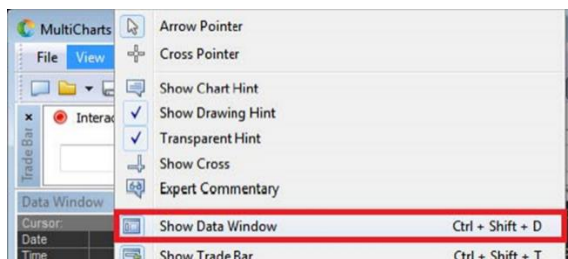 MultiCharts
File View
Interac
Trade Bar
Data Window
Cursor:
Date
Time
Arrow Pointer
Cross Pointer
Show Chart Hint
Show Drawing Hint
Transparent Hint
Show Cross
Expert Commentary
Show Data Window Ctrl + Shift + D
Show Trade Bar Ctrl + Shift + T